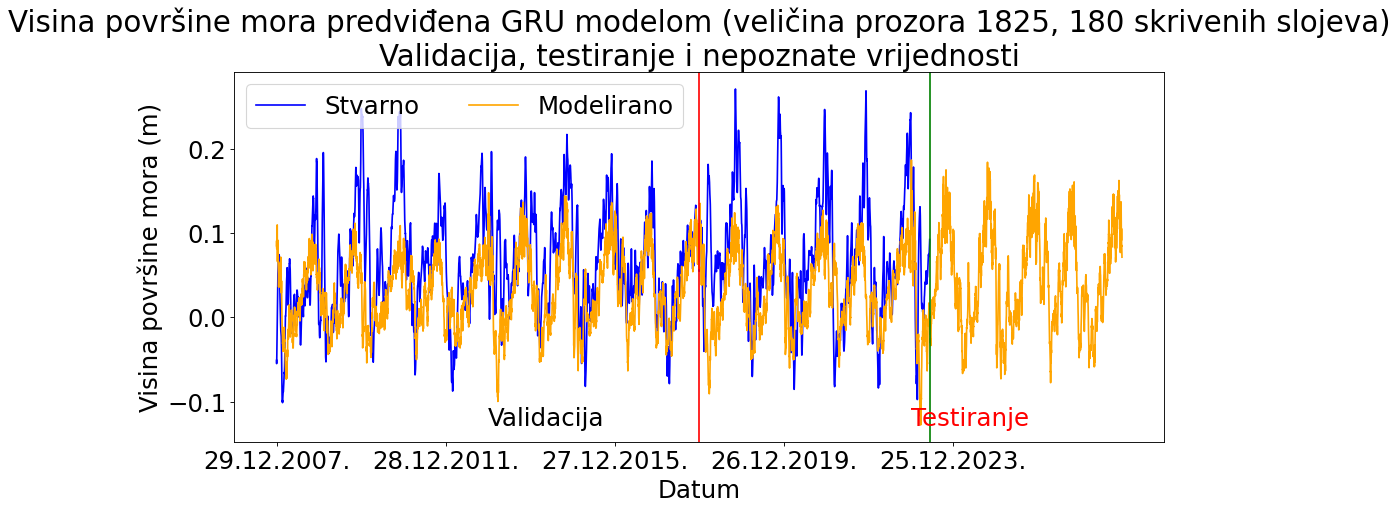 Visina površine mora predviđena GRU modelom (veličina prozora 1825, 180 skrivenih slojeva)
Validacija, testiranje i nepoznate vrijednosti
Stvarno
Modelirano
Visina površine mora (m)
0.2
0.1
0.0
−0.1
Validacija
Testiranje
29.12.2007.
28.12.2011.
27.12.2015.
26.12.2019.
25.12.2023.
Datum